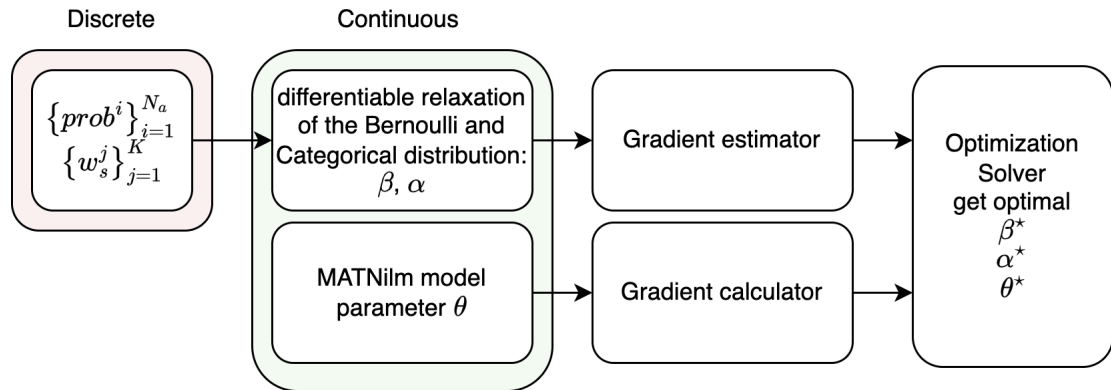 Discrete
Continuous
{prob^i}_{i=1}^{N_a}
{w_s^j}_{j=1}^{K}
differentiable relaxation
of the Bernoulli and
Categorical distribution:
β, α
Gradient estimator
MATNilm model
parameter θ
Gradient calculator
Optimization
Solver
get optimal
β*
α*
θ*